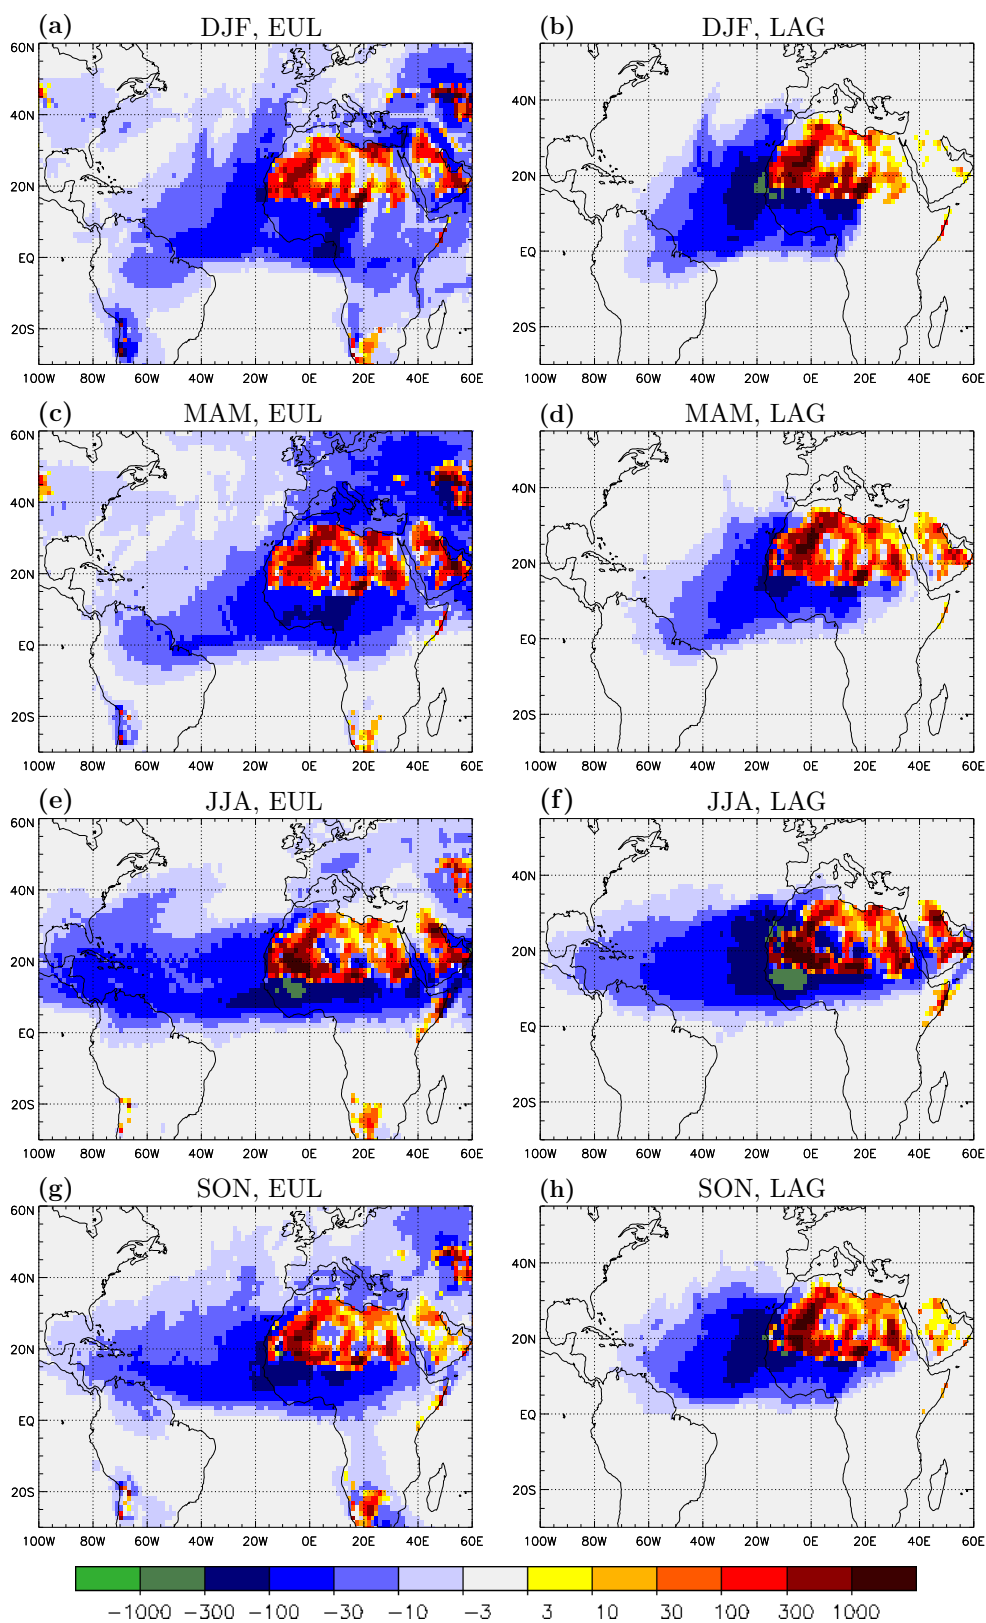 (a) DJF, EUL
(b) DJF, LAG
60N
40N
20N
EQ
20S
100W 80W 60W 40W 20W 0E 20E 40E 60E
40N
20N
EQ
20S
100W 80W 60W 40W 20W 0E 20E 40E 60E
(c) MAM, EUL
(d) MAM, LAG
60N
40N
20N
EQ
20S
100W 80W 60W 40W 20W 0E 20E 40E 60E
40N
20N
EQ
20S
100W 80W 60W 40W 20W 0E 20E 40E 60E
(e) JJA, EUL
(f) JJA, LAG
60N
40N
20N
EQ
20S
100W 80W 60W 40W 20W 0E 20E 40E 60E
40N
20N
EQ
20S
100W 80W 60W 40W 20W 0E 20E 40E 60E
(g) SON, EUL
(h) SON, LAG
60N
40N
20N
EQ
20S
100W 80W 60W 40W 20W 0E 20E 40E 60E
40N
20N
EQ
20S
100W 80W 60W 40W 20W 0E 20E 40E 60E
−1000 −300 −100 −30 −10 −3 3 10 30 100 300 1000